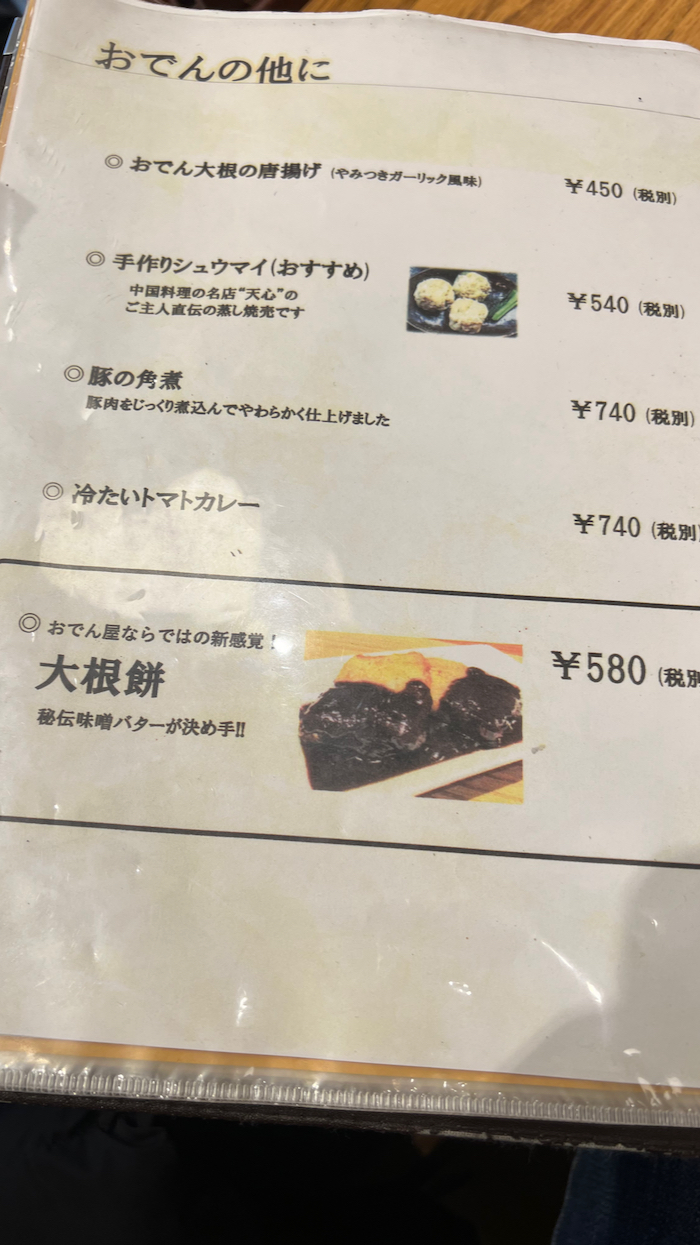 おでんの他に
◎ おでん大根の唐揚げ (やみつきガーリック風味) ¥450 (税別)
◎ 手作りシュウマイ(おすすめ) ¥540 (税別)
中国料理の名店“天心”の
ご主人直伝の蒸し焼売です
◎ 豚の角煮 ¥740 (税別)
豚肉をじっくり煮込んでやわらかく仕上げました
◎ 冷たいトマトカレー ¥740 (税別)
◎ おでん屋ならではの新感覚!
大根餅 ¥580 (税別
秘伝味噌バターが決め手!!